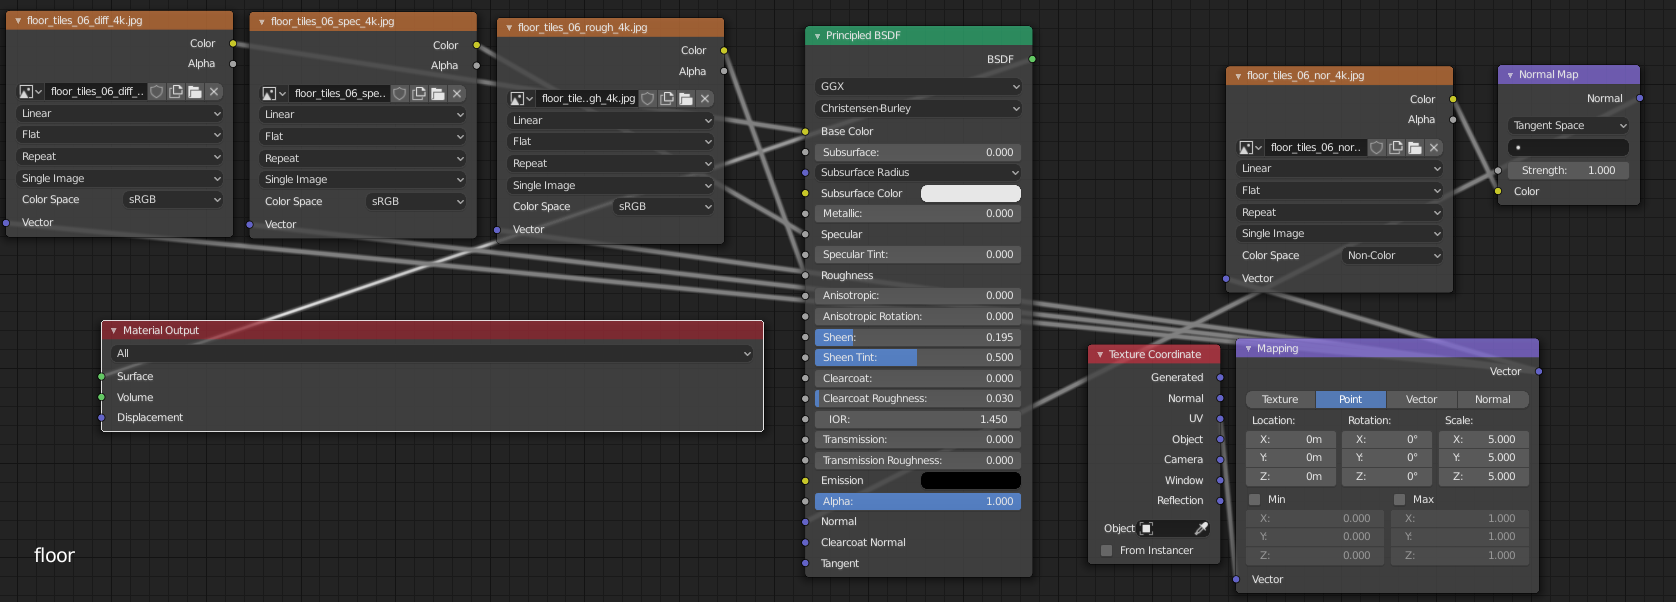 floor_tiles_06_diff_4k.jpg
Color
Alpha
floor_tiles_06_diff_..
Linear
Flat
Repeat
Single Image
Color Space sRGB
Vector
floor_tiles_06_spec_4k.jpg
Color
Alpha
floor_tiles_06_spe..
Linear
Flat
Repeat
Single Image
Color Space sRGB
Vector
floor_tiles_06_rough_4k.jpg
Color
Alpha
floor_tile..gh_4k.jpg
Linear
Flat
Repeat
Single Image
Color Space sRGB
Vector
Material Output
All
Surface
Volume
Displacement
floor
Principled BSDF
BSDF
GGX
Christensen-Burley
Base Color
Subsurface: 0.000
Subsurface Radius
Subsurface Color
Metallic: 0.000
Specular
Specular Tint: 0.000
Roughness
Anisotropic: 0.000
Anisotropic Rotation: 0.000
Sheen: 0.195
Sheen Tint: 0.500
Clearcoat: 0.000
Clearcoat Roughness: 0.030
IOR: 1.450
Transmission: 0.000
Transmission Roughness: 0.000
Emission
Alpha: 1.000
Normal
Clearcoat Normal
Tangent
floor_tiles_06_nor_4k.jpg
Color
Alpha
floor_tiles_06_nor..
Linear
Flat
Repeat
Single Image
Color Space Non-Color
Vector
Normal Map
Normal
Tangent Space
Strength: 1.000
Color
Texture Coordinate
Generated
Normal
UV
Object
Camera
Window
Reflection
Object
From Instancer
Mapping
Vector
Texture Point Vector Normal
Location: Rotation: Scale:
X: 0m X: 0° X: 5.000
Y: 0m Y: 0° Y: 5.000
Z: 0m Z: 0° Z: 5.000
Min Max
X: 0.000 X: 1.000
Y: 0.000 Y: 1.000
Z: 0.000 Z: 1.000
Vector